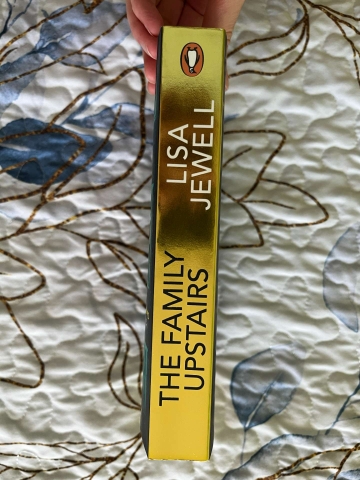 LISA
JEWELL
THE FAMILY
UPSTAIRS